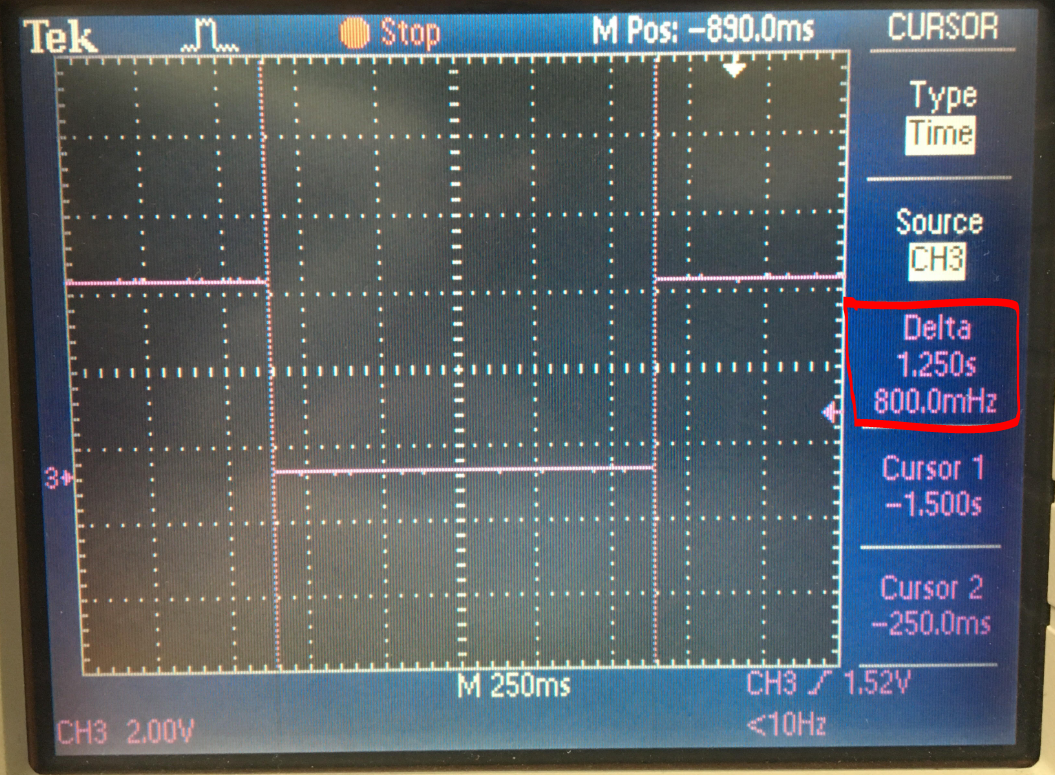 Tek Stop M Pos: -890.0ms CURSOR
Type
Time
Source
CH3
Delta
1.250s
800.0mHz
Cursor 1
-1.500s
3
Cursor 2
-250.0ms
M 250ms CH3 1.52V
CH3 2.00V <10Hz